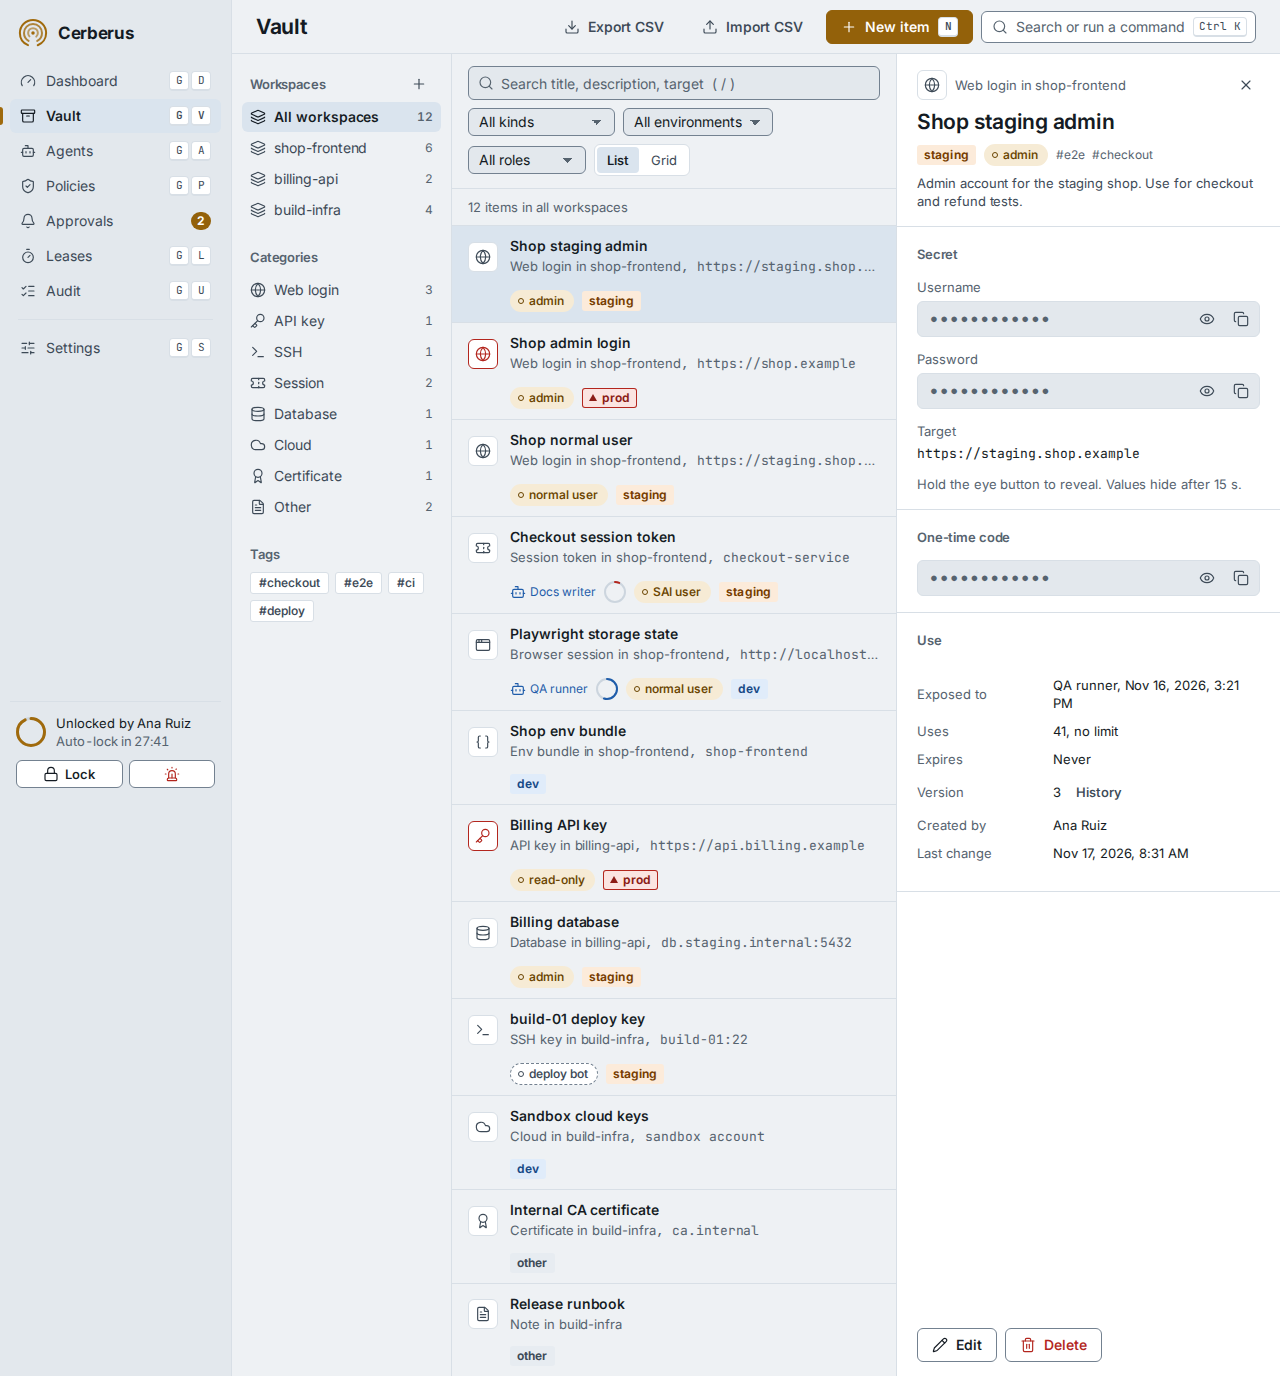 Cerberus
Dashboard G D
Vault G V
Agents G A
Policies G P
Approvals 2
Leases G L
Audit G U
Settings G S
Unlocked by Ana Ruiz
Auto-lock in 27:41
Lock
Vault
Export CSV
Import CSV
New item N
Search or run a command Ctrl K
Workspaces
All workspaces 12
shop-frontend 6
billing-api 2
build-infra 4
Categories
Web login 3
API key 1
SSH 1
Session 2
Database 1
Cloud 1
Certificate 1
Other 2
Tags
#checkout #e2e #ci
#deploy
Search title, description, target (/)
All kinds All environments
All roles List Grid
12 items in all workspaces
Shop staging admin
Web login in shop-frontend, https://staging.shop.…
admin staging
Shop admin login
Web login in shop-frontend, https://shop.example
admin prod
Shop normal user
Web login in shop-frontend, https://staging.shop.…
normal user staging
Checkout session token
Session token in shop-frontend, checkout-service
Docs writer SAI user staging
Playwright storage state
Browser session in shop-frontend, http://localhost…
QA runner normal user dev
Shop env bundle
Env bundle in shop-frontend, shop-frontend
dev
Billing API key
API key in billing-api, https://api.billing.example
read-only prod
Billing database
Database in billing-api, db.staging.internal:5432
admin staging
build-01 deploy key
SSH key in build-infra, build-01:22
deploy bot staging
Sandbox cloud keys
Cloud in build-infra, sandbox account
dev
Internal CA certificate
Certificate in build-infra, ca.internal
other
Release runbook
Note in build-infra
other
Web login in shop-frontend
Shop staging admin
staging admin #e2e #checkout
Admin account for the staging shop. Use for checkout
and refund tests.
Secret
Username
••••••••••••
Password
••••••••••••
Target
https://staging.shop.example
Hold the eye button to reveal. Values hide after 15 s.
One-time code
••••••••••••
Use
Exposed to QA runner, Nov 16, 2026, 3:21
PM
Uses 41, no limit
Expires Never
Version 3 History
Created by Ana Ruiz
Last change Nov 17, 2026, 8:31 AM
Edit
Delete